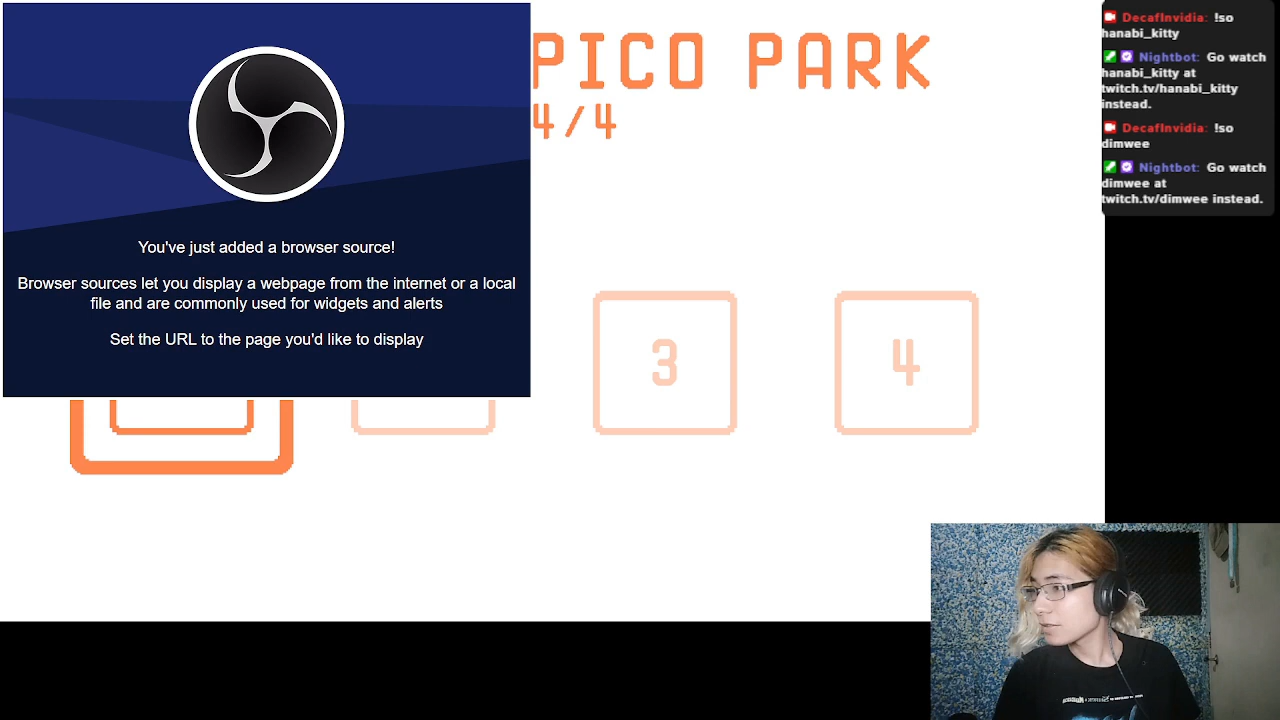 PICO PARK
4/4
You've just added a browser source!
Browser sources let you display a webpage from the internet or a local
file and are commonly used for widgets and alerts
Set the URL to the page you'd like to display
3
4
DecafInvidia: !so
hanabi_kitty
Nightbot: Go watch
hanabi_kitty at
twitch.tv/hanabi_kitty
instead.
DecafInvidia: !so
dimwee
Nightbot: Go watch
dimwee at
twitch.tv/dimwee instead.